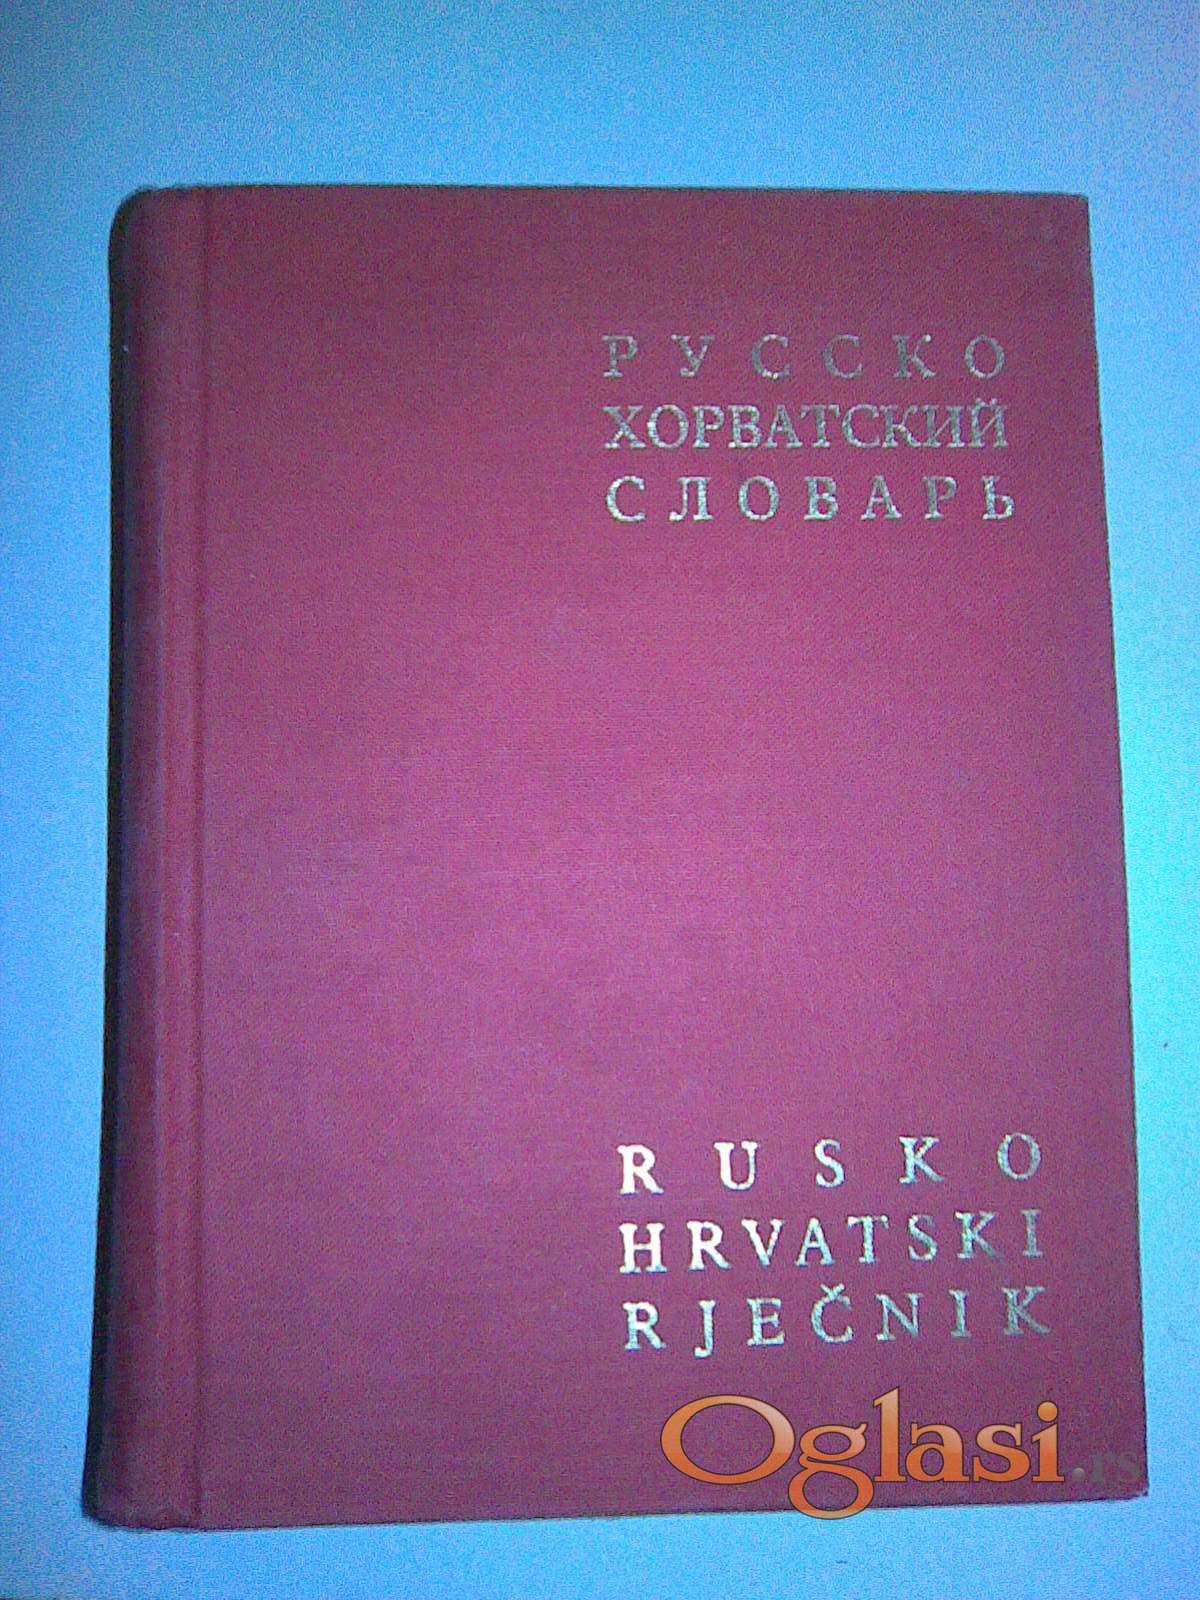 РУССКО
ХОРВАТСКИЙ
СЛОВАРЬ
RUSKO
HRVATSKI
RJEČNIK
Oglasi.rs